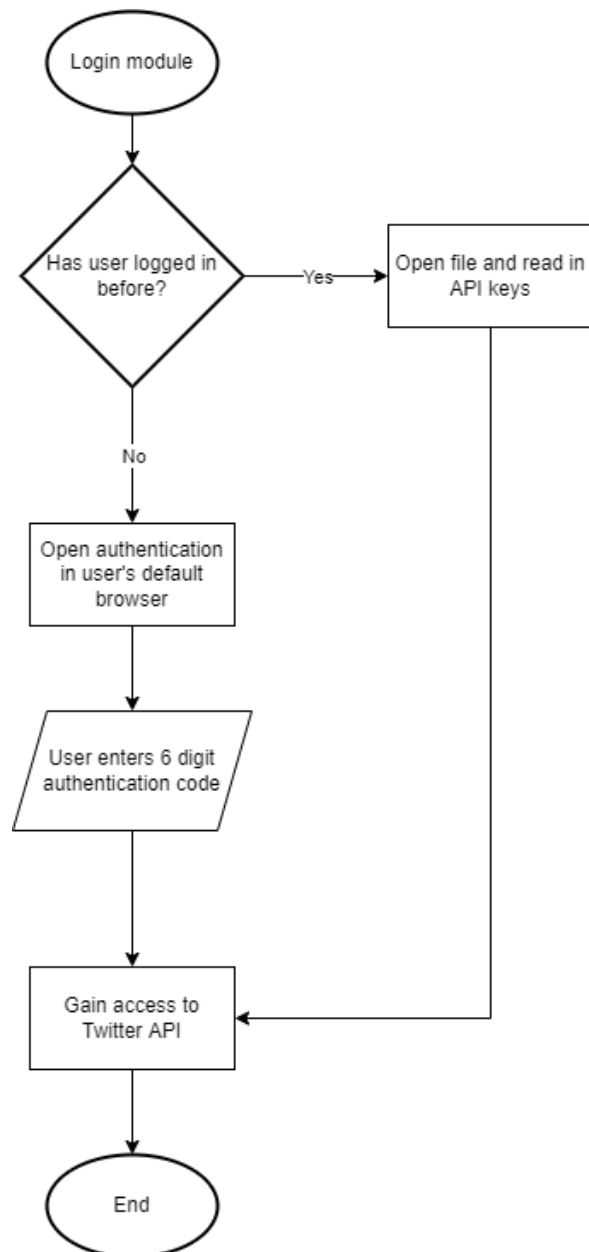 Login module
Has user logged in
before?
Yes
Open file and read in
API keys
No
Open authentication
in user's default
browser
User enters 6 digit
authentication code
Gain access to
Twitter API
End